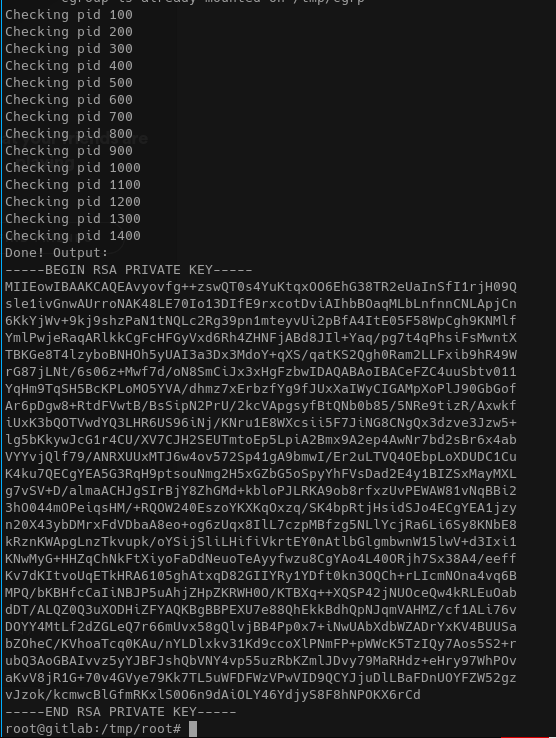 cgroup is already mounted on /tmp/cgrp
Checking pid 100
Checking pid 200
Checking pid 300
Checking pid 400
Checking pid 500
Checking pid 600
Checking pid 700
Checking pid 800
Checking pid 900
Checking pid 1000
Checking pid 1100
Checking pid 1200
Checking pid 1300
Checking pid 1400
Done! Output:
-----BEGIN RSA PRIVATE KEY-----
MIIEowIBAAKCAQEAvyovfg++zswQT0s4YuKtqxOO6EhG38TR2eUaInSfI1rjH09Q
sle1ivGnwAUrroNAK48LE70Io13DIfE9rxcotDviAIhbBOaqMLbLnfnnCNLApjCn
6KkYjWv+9kj9shzPaN1tNQLc2Rg39pn1mteyvUi2pBfA4ItE05F58WpCgh9KNMlf
YmlPwjeRaqARlkkCgFcHFGyVxd6Rh4ZHNFjABd8JIl+Yaq/pg7t4qPhsiFsMwntX
TBKGe8T4lzyboBNHOh5yUAI3a3Dx3MdoY+qXS/qatKS2Qgh0Ram2LLFxib9hR49W
rG87jLNt/6s06z+Mwf7d/oN8SmCiJx3xHgFzbwIDAQABAoIBACeFZC4uuSbtv011
YqHm9TqSH5BcKPLoMO5YVA/dhmz7xErbzfYg9fJUxXaIWyCIGAMpXoPlJ90GbGof
Ar6pDgw8+RtdFVwtB/BsSipN2PrU/2kcVApgsyfBtQNb0b85/5NRe9tizR/Axwkf
iUxK3bQOTVwdYQ3LHR6US96iNj/KNru1E8WXcsii5F7JiNG8CNgQx3dzve3Jzw5+
lg5bKkywJcG1r4CU/XV7CJH2SEUTmtoEp5LpiA2Bmx9A2ep4AwNr7bd2sBr6x4ab
VYYvjQlf79/ANRXUUxMTJ6w4ov572Sp41gA9bmwI/Er2uLTVQ4OEbpLoXDUDC1Cu
K4ku7QECgYEA5G3RqH9ptsouNmg2H5xGZbG5oSpyYhFVsDad2E4y1BIZSxMayMXL
g7vSV+D/almaACHJgSIrBjY8ZhGMd+kbloPJLRKA9ob8rfxzUvPEWAW81vNqBBi2
3hO044mOPeiqsHM/+RQOW240EszoYKXKqOxzq/SK4bpRtjHsidSJo4ECgYEA1jzy
n20X43ybDMrxFdVDbaA8eo+og6zUqx8IlL7czpMBfzg5NLlYcjRa6Li6Sy8KNbE8
kRznKWApgLnzTkvupk/oYSijSliLHifiVkrtEY0nAtlbGlgmbwnW15lwV+d3Ixi1
KNwMyG+HHZqChNkFtXiyoFaDdNeuoTeAyyfwzu8CgYAo4L40ORjh7Sx38A4/eeff
Kv7dKItvoUqETkHRA6105ghAtxqD82GIIYRy1YDft0kn3OQCh+rLIcmNOna4vq6B
MPQ/bKBHfcCaIiNBJP5uAhjZHpZKRWH0O/KTBXq++XQSP42jNUOceQw4kRLEuOab
dDT/ALQZ0Q3uXODHiZFYAQKBgBBPEXU7e88QhEkkBdhQpNJqmVAHMZ/cf1ALi76v
DOYY4MtLf2dZGLeQ7r66mUvx58gQlvjBB4Pp0x7+iNwUAbXdbWZADrYxKV4BUUSa
bZOheC/KVhoaTcq0KAu/nYLDlxkv31Kd9ccoXlPNmFP+pWWcK5TzIQy7Aos5S2+r
ubQ3AoGBAIvvz5yYJBFJshQbVNY4vp55uzRbKZmlJDvy79MaRHdz+eHry97WhPOv
aKvV8jR1G+70v4GVye79Kk7TL5uWFDFWzVPwVID9QCYJjuDlLBaFDnUOYFZW52gz
vJzok/kcmwcBlGfmRKxlS0O6n9dAiOLY46YdjyS8F8hNPOKX6rCd
-----END RSA PRIVATE KEY-----
root@gitlab:/tmp/root#